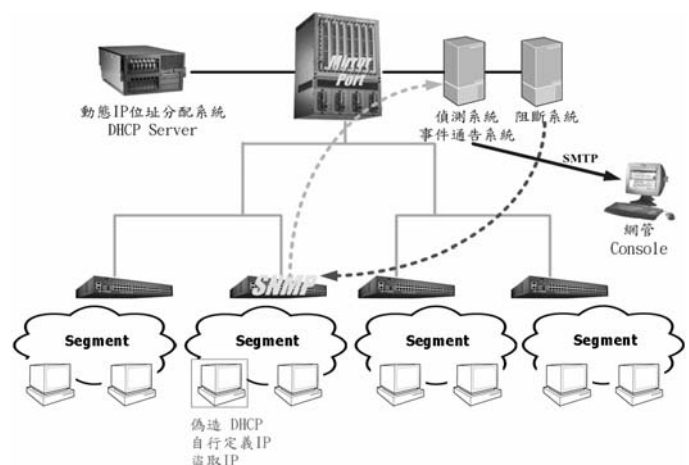 Mirror
Port
動態IP位址分配系統
DHCP Server
偵測系統
事件通告系統
阻斷系統
SMTP
網管
Console
SNMP
Segment
Segment
Segment
Segment
偽造 DHCP
自行定義IP
盜取IP